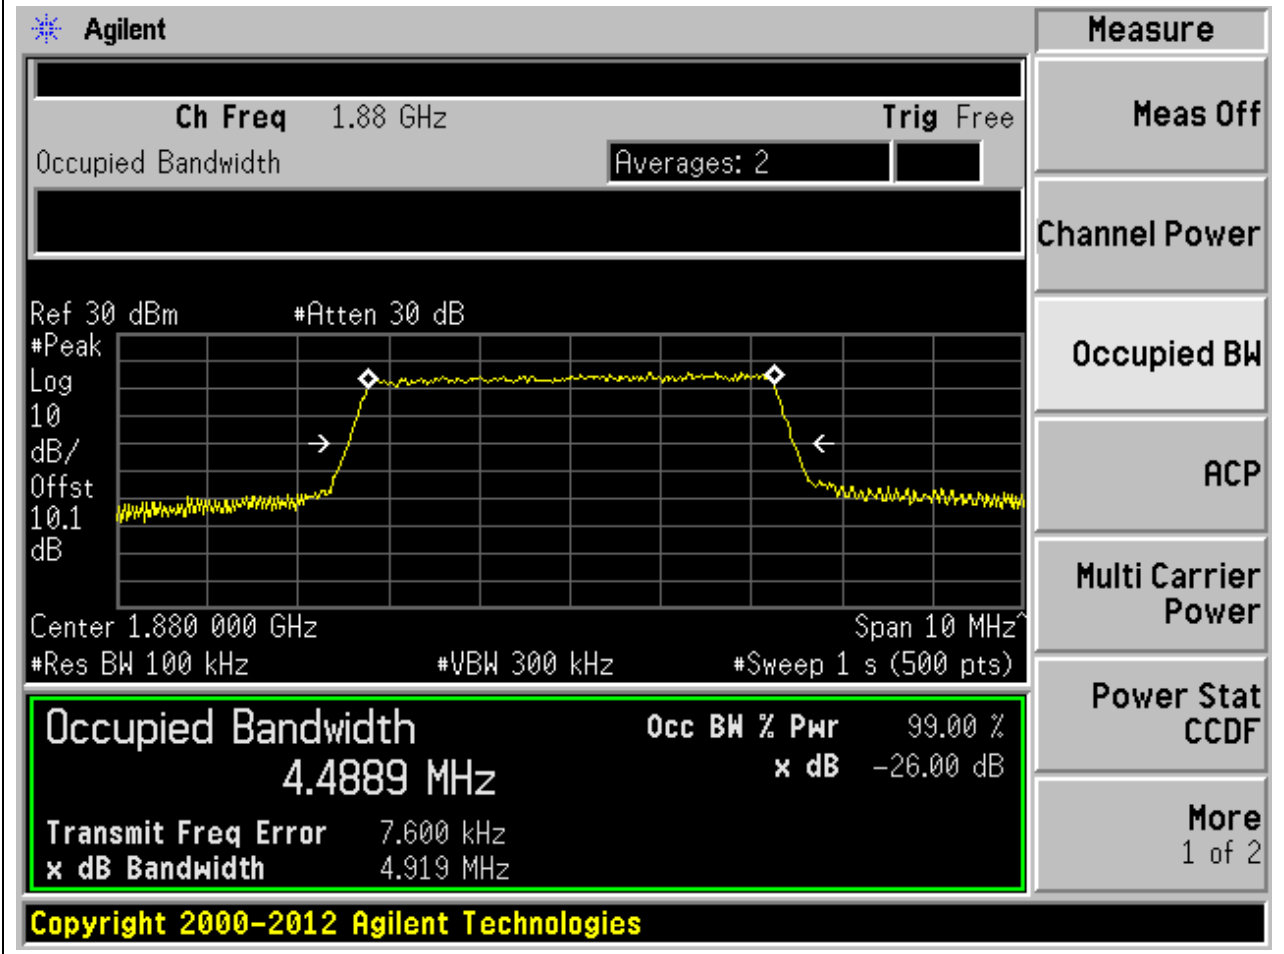 Agilent
Measure
Ch Freq 1.88 GHz Trig Free
Meas Off
Occupied Bandwidth Averages: 2
Channel Power
Ref 30 dBm #Atten 30 dB
#Peak
Log
10
dB/
Offst
10.1
dB
Occupied BW
ACP
Center 1.880 000 GHz Span 10 MHz^
#Res BW 100 kHz #VBW 300 kHz #Sweep 1 s (500 pts)
Multi Carrier
Power
Occupied Bandwidth Occ BW % Pwr 99.00 %
4.4889 MHz x dB -26.00 dB
Transmit Freq Error 7.600 kHz
x dB Bandwidth 4.919 MHz
Power Stat
CCDF
More
1 of 2
Copyright 2000-2012 Agilent Technologies